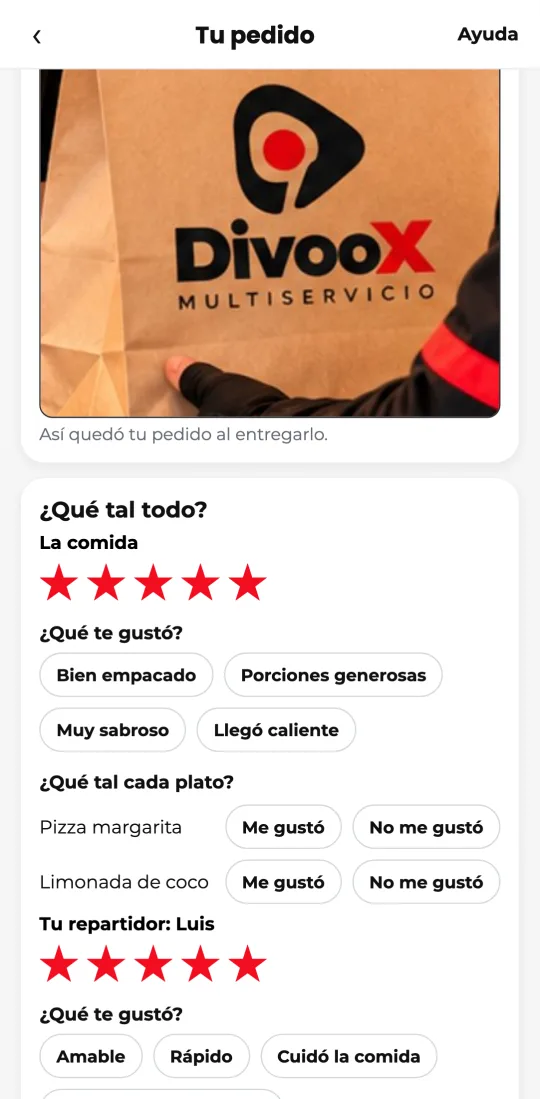 Tu pedido
Ayuda
DivooX
MULTISERVICIO
Así quedó tu pedido al entregarlo.
¿Qué tal todo?
La comida
¿Qué te gustó?
Bien empacado
Porciones generosas
Muy sabroso
Llegó caliente
¿Qué tal cada plato?
Pizza margarita
Me gustó
No me gustó
Limonada de coco
Me gustó
No me gustó
Tu repartidor: Luis
¿Qué te gustó?
Amable
Rápido
Cuidó la comida